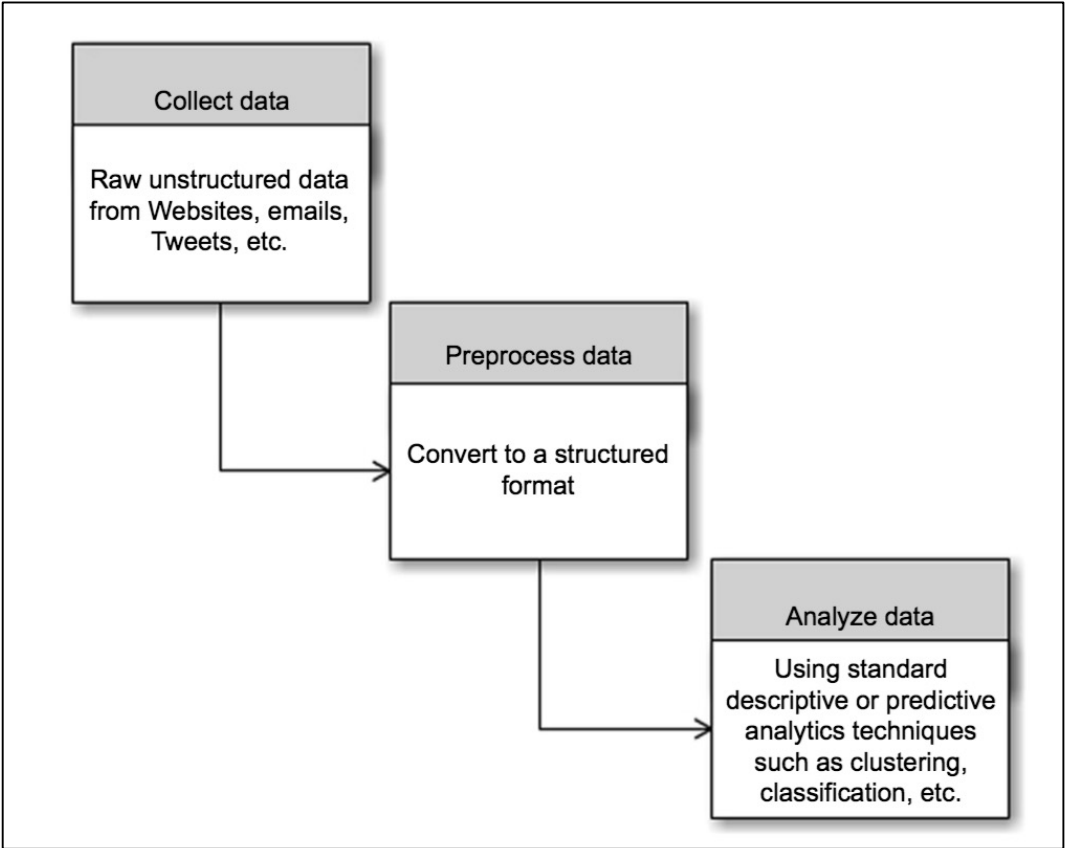 Collect data
Raw unstructured data
from Websites, emails,
Tweets, etc.
Preprocess data
Convert to a structured
format
Analyze data
Using standard
descriptive or predictive
analytics techniques
such as clustering,
classification, etc.